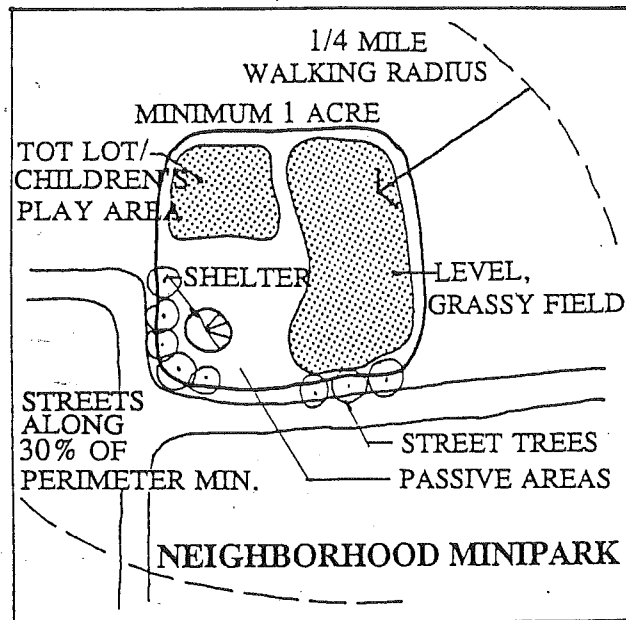 1/4 MILE
WALKING RADIUS
MINIMUM 1 ACRE
TOT LOT/
CHILDREN'S
PLAY AREA
SHELTER
LEVEL,
GRASSY FIELD
STREETS
ALONG
30% OF
PERIMETER MIN.
STREET TREES
PASSIVE AREAS
NEIGHBORHOOD MINIPARK